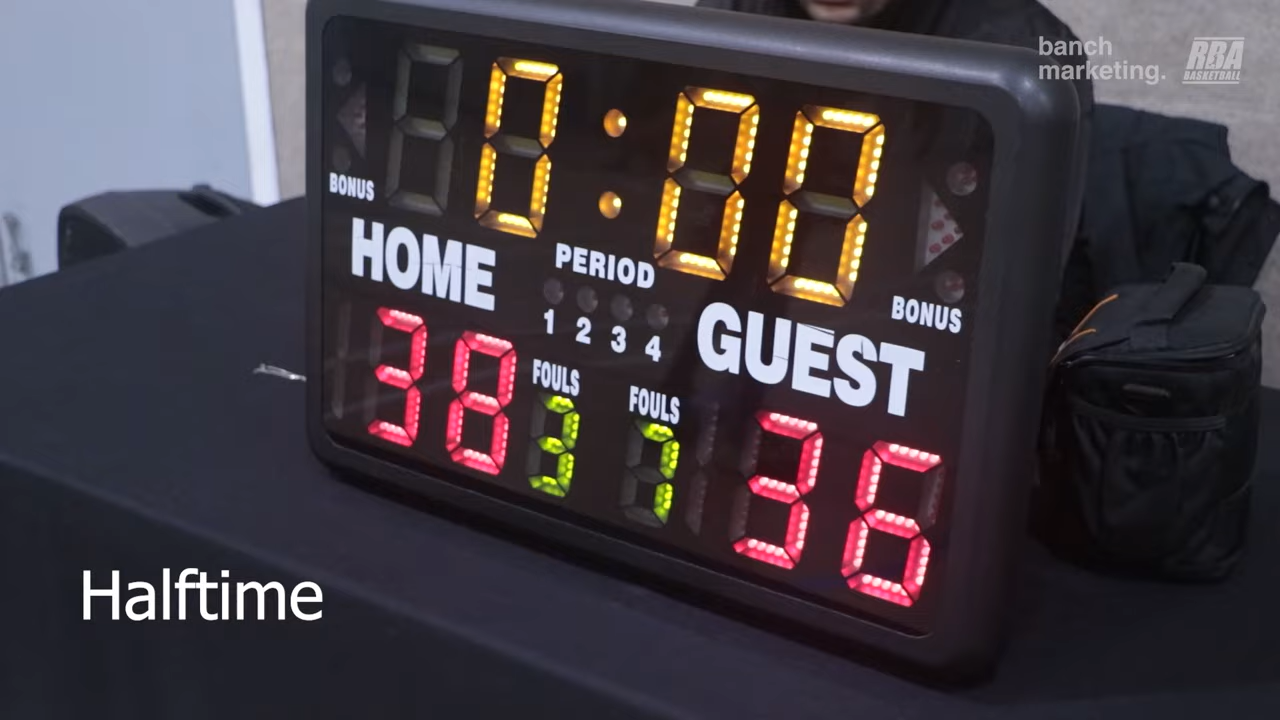 banch
marketing.
RBA
BASKETBALL
0:00
BONUS
HOME
PERIOD
1 2 3 4
GUEST
BONUS
38
FOULS
3
FOULS
7
36
Halftime